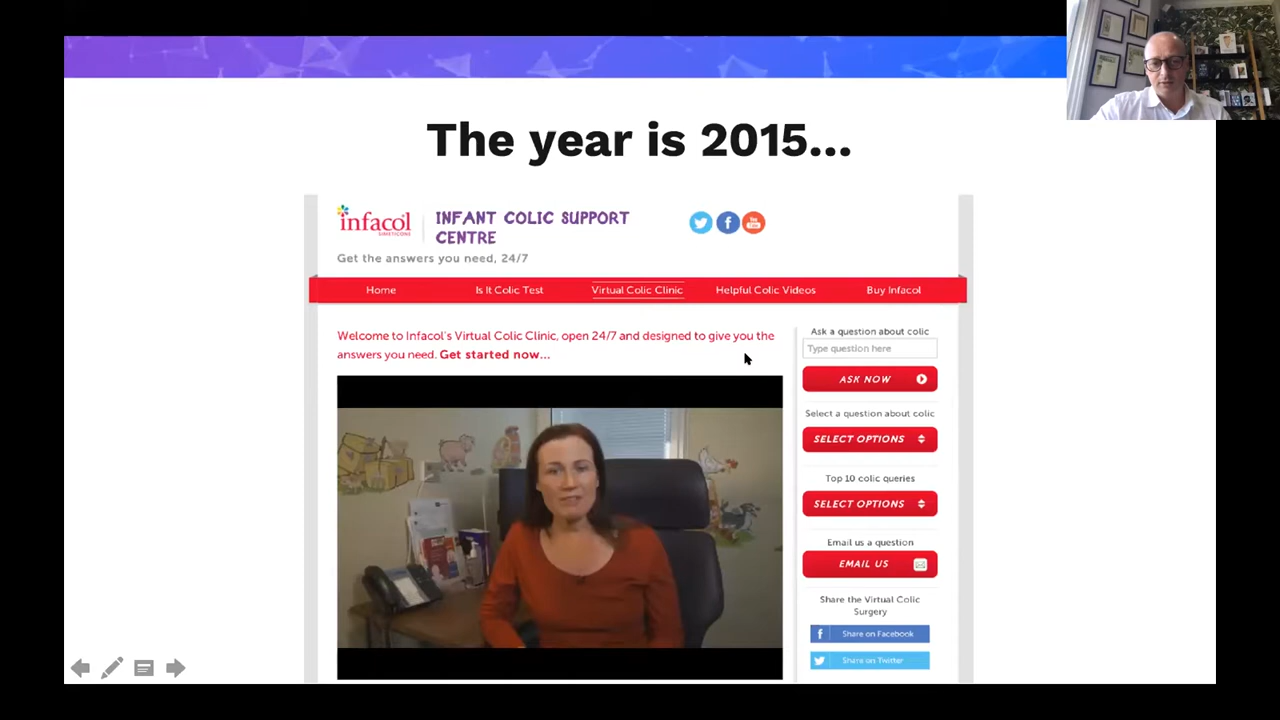 The year is 2015...
infacol
SIMETICONE
INFANT COLIC SUPPORT
CENTRE
Get the answers you need, 24/7
Home
Is It Colic Test
Virtual Colic Clinic
Helpful Colic Videos
Buy Infacol
Welcome to Infacol's Virtual Colic Clinic, open 24/7 and designed to give you the
answers you need. Get started now...
Ask a question about colic
Type question here
ASK NOW
Select a question about colic
SELECT OPTIONS
Top 10 colic queries
SELECT OPTIONS
Email us a question
EMAIL US
Share the Virtual Colic
Surgery
Share on Facebook
Share on Twitter